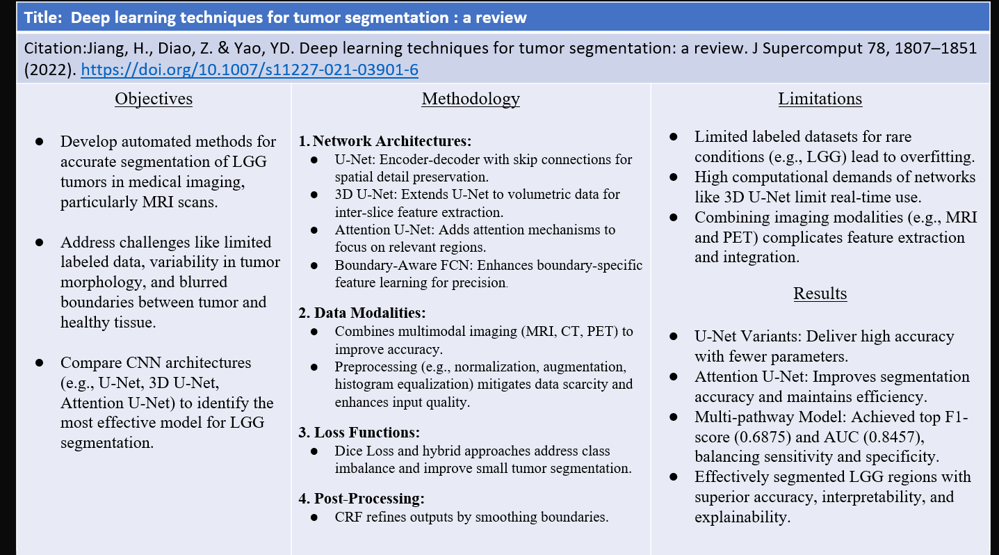 Title:  Deep learning techniques for tumor segmentation : a review
Citation:Jiang, H., Diao, Z. & Yao, YD. Deep learning techniques for tumor segmentation: a review. J Supercomput 78, 1807–1851
(2022). https://doi.org/10.1007/s11227-021-03901-6
Objectives
● Develop automated methods for
accurate segmentation of LGG
tumors in medical imaging,
particularly MRI scans.
● Address challenges like limited
labeled data, variability in tumor
morphology, and blurred
boundaries between tumor and
healthy tissue.
● Compare CNN architectures
(e.g., U-Net, 3D U-Net,
Attention U-Net) to identify the
most effective model for LGG
segmentation.
Methodology
1. Network Architectures:
● U-Net: Encoder-decoder with skip connections for
spatial detail preservation.
● 3D U-Net: Extends U-Net to volumetric data for
inter-slice feature extraction.
● Attention U-Net: Adds attention mechanisms to
focus on relevant regions.
● Boundary-Aware FCN: Enhances boundary-specific
feature learning for precision.
2. Data Modalities:
● Combines multimodal imaging (MRI, CT, PET) to
improve accuracy.
● Preprocessing (e.g., normalization, augmentation,
histogram equalization) mitigates data scarcity and
enhances input quality.
3. Loss Functions:
● Dice Loss and hybrid approaches address class
imbalance and improve small tumor segmentation.
4. Post-Processing:
● CRF refines outputs by smoothing boundaries.
Limitations
● Limited labeled datasets for rare
conditions (e.g., LGG) lead to overfitting.
● High computational demands of networks
like 3D U-Net limit real-time use.
● Combining imaging modalities (e.g., MRI
and PET) complicates feature extraction
and integration.
Results
● U-Net Variants: Deliver high accuracy
with fewer parameters.
● Attention U-Net: Improves segmentation
accuracy and maintains efficiency.
● Multi-pathway Model: Achieved top F1-
score (0.6875) and AUC (0.8457),
balancing sensitivity and specificity.
● Effectively segmented LGG regions with
superior accuracy, interpretability, and
explainability.